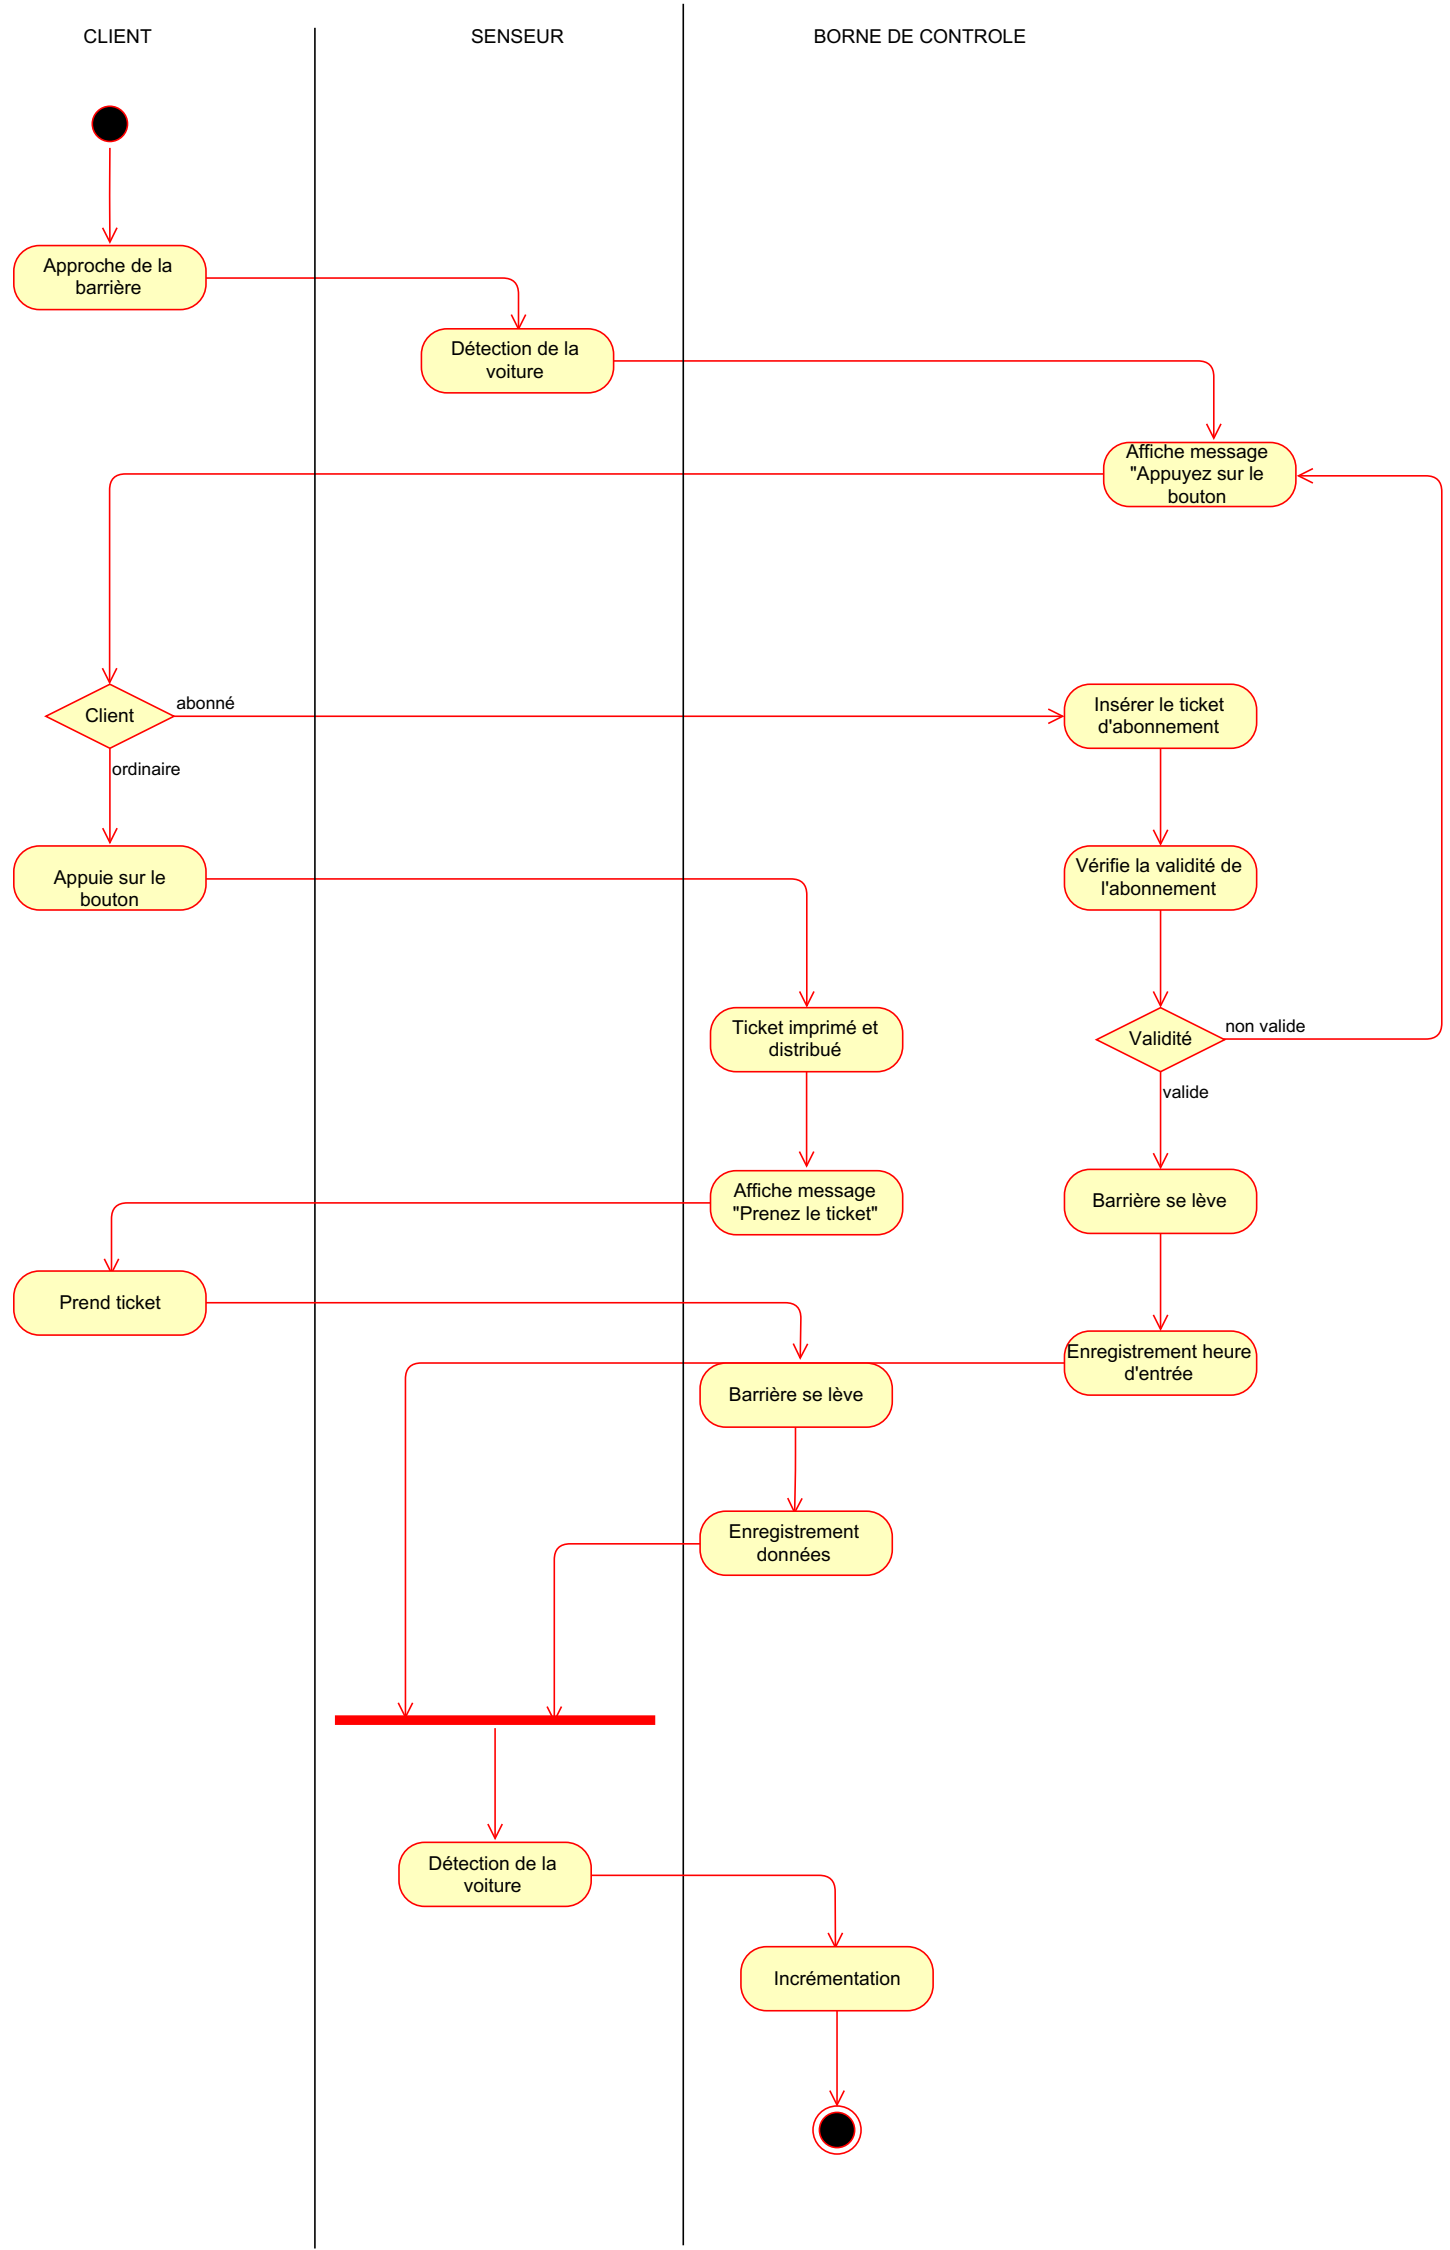 CLIENT
SENSEUR
BORNE DE CONTROLE
Approche de la
barrière
Détection de la
voiture
Affiche message
"Appuyez sur le
bouton
Client
abonné
ordinaire
Insérer le ticket
d'abonnement
Appuie sur le
bouton
Vérifie la validité de
l'abonnement
Ticket imprimé et
distribué
Validité
non valide
valide
Affiche message
"Prenez le ticket"
Barrière se lève
Prend ticket
Enregistrement heure
d'entrée
Barrière se lève
Enregistrement
données
Détection de la
voiture
Incrémentation